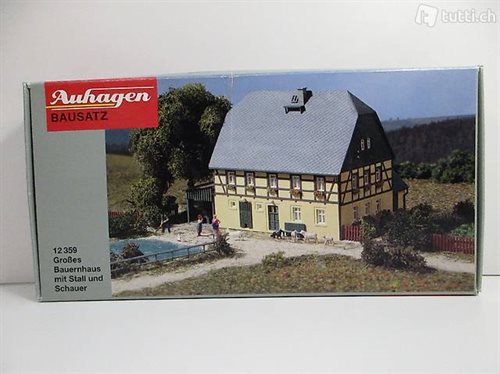 tutti.ch
Auhagen
BAUSATZ
12 359
Großes
Bauernhaus
mit Stall und
Schauer